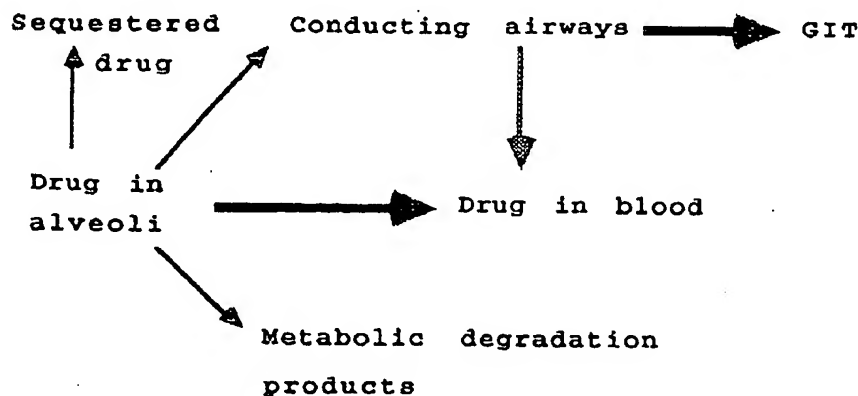 Sequestered
drug
Conducting airways
GIT
Drug in
alveoli
Drug in blood
Metabolic degradation
products